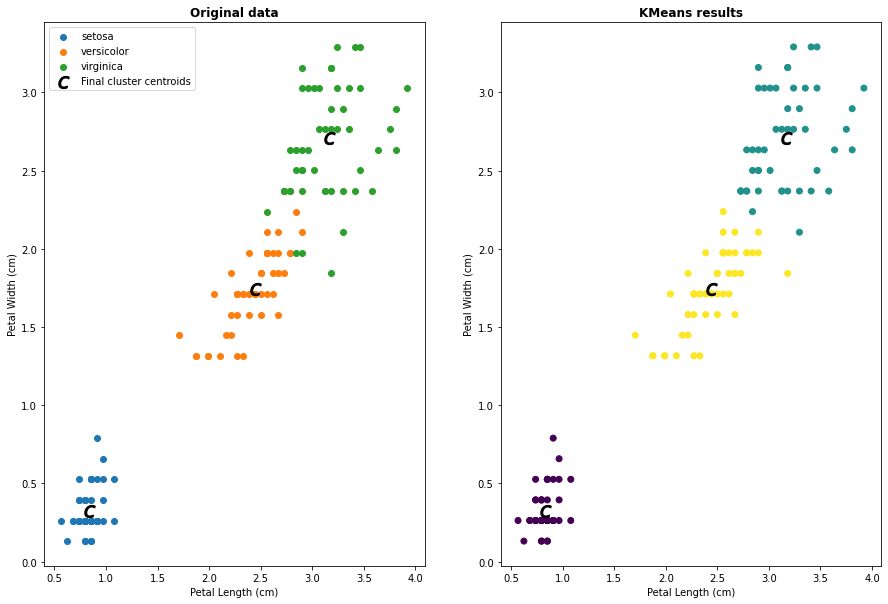 Original data
setosa
versicolor
virginica
C Final cluster centroids
Petal Width (cm)
3.0
2.5
2.0
1.5
1.0
0.5
0.0
C
C
C
0.5 1.0 1.5 2.0 2.5 3.0 3.5 4.0
Petal Length (cm)
KMeans results
Petal Width (cm)
3.0
2.5
2.0
1.5
1.0
0.5
0.0
C
C
C
0.5 1.0 1.5 2.0 2.5 3.0 3.5 4.0
Petal Length (cm)